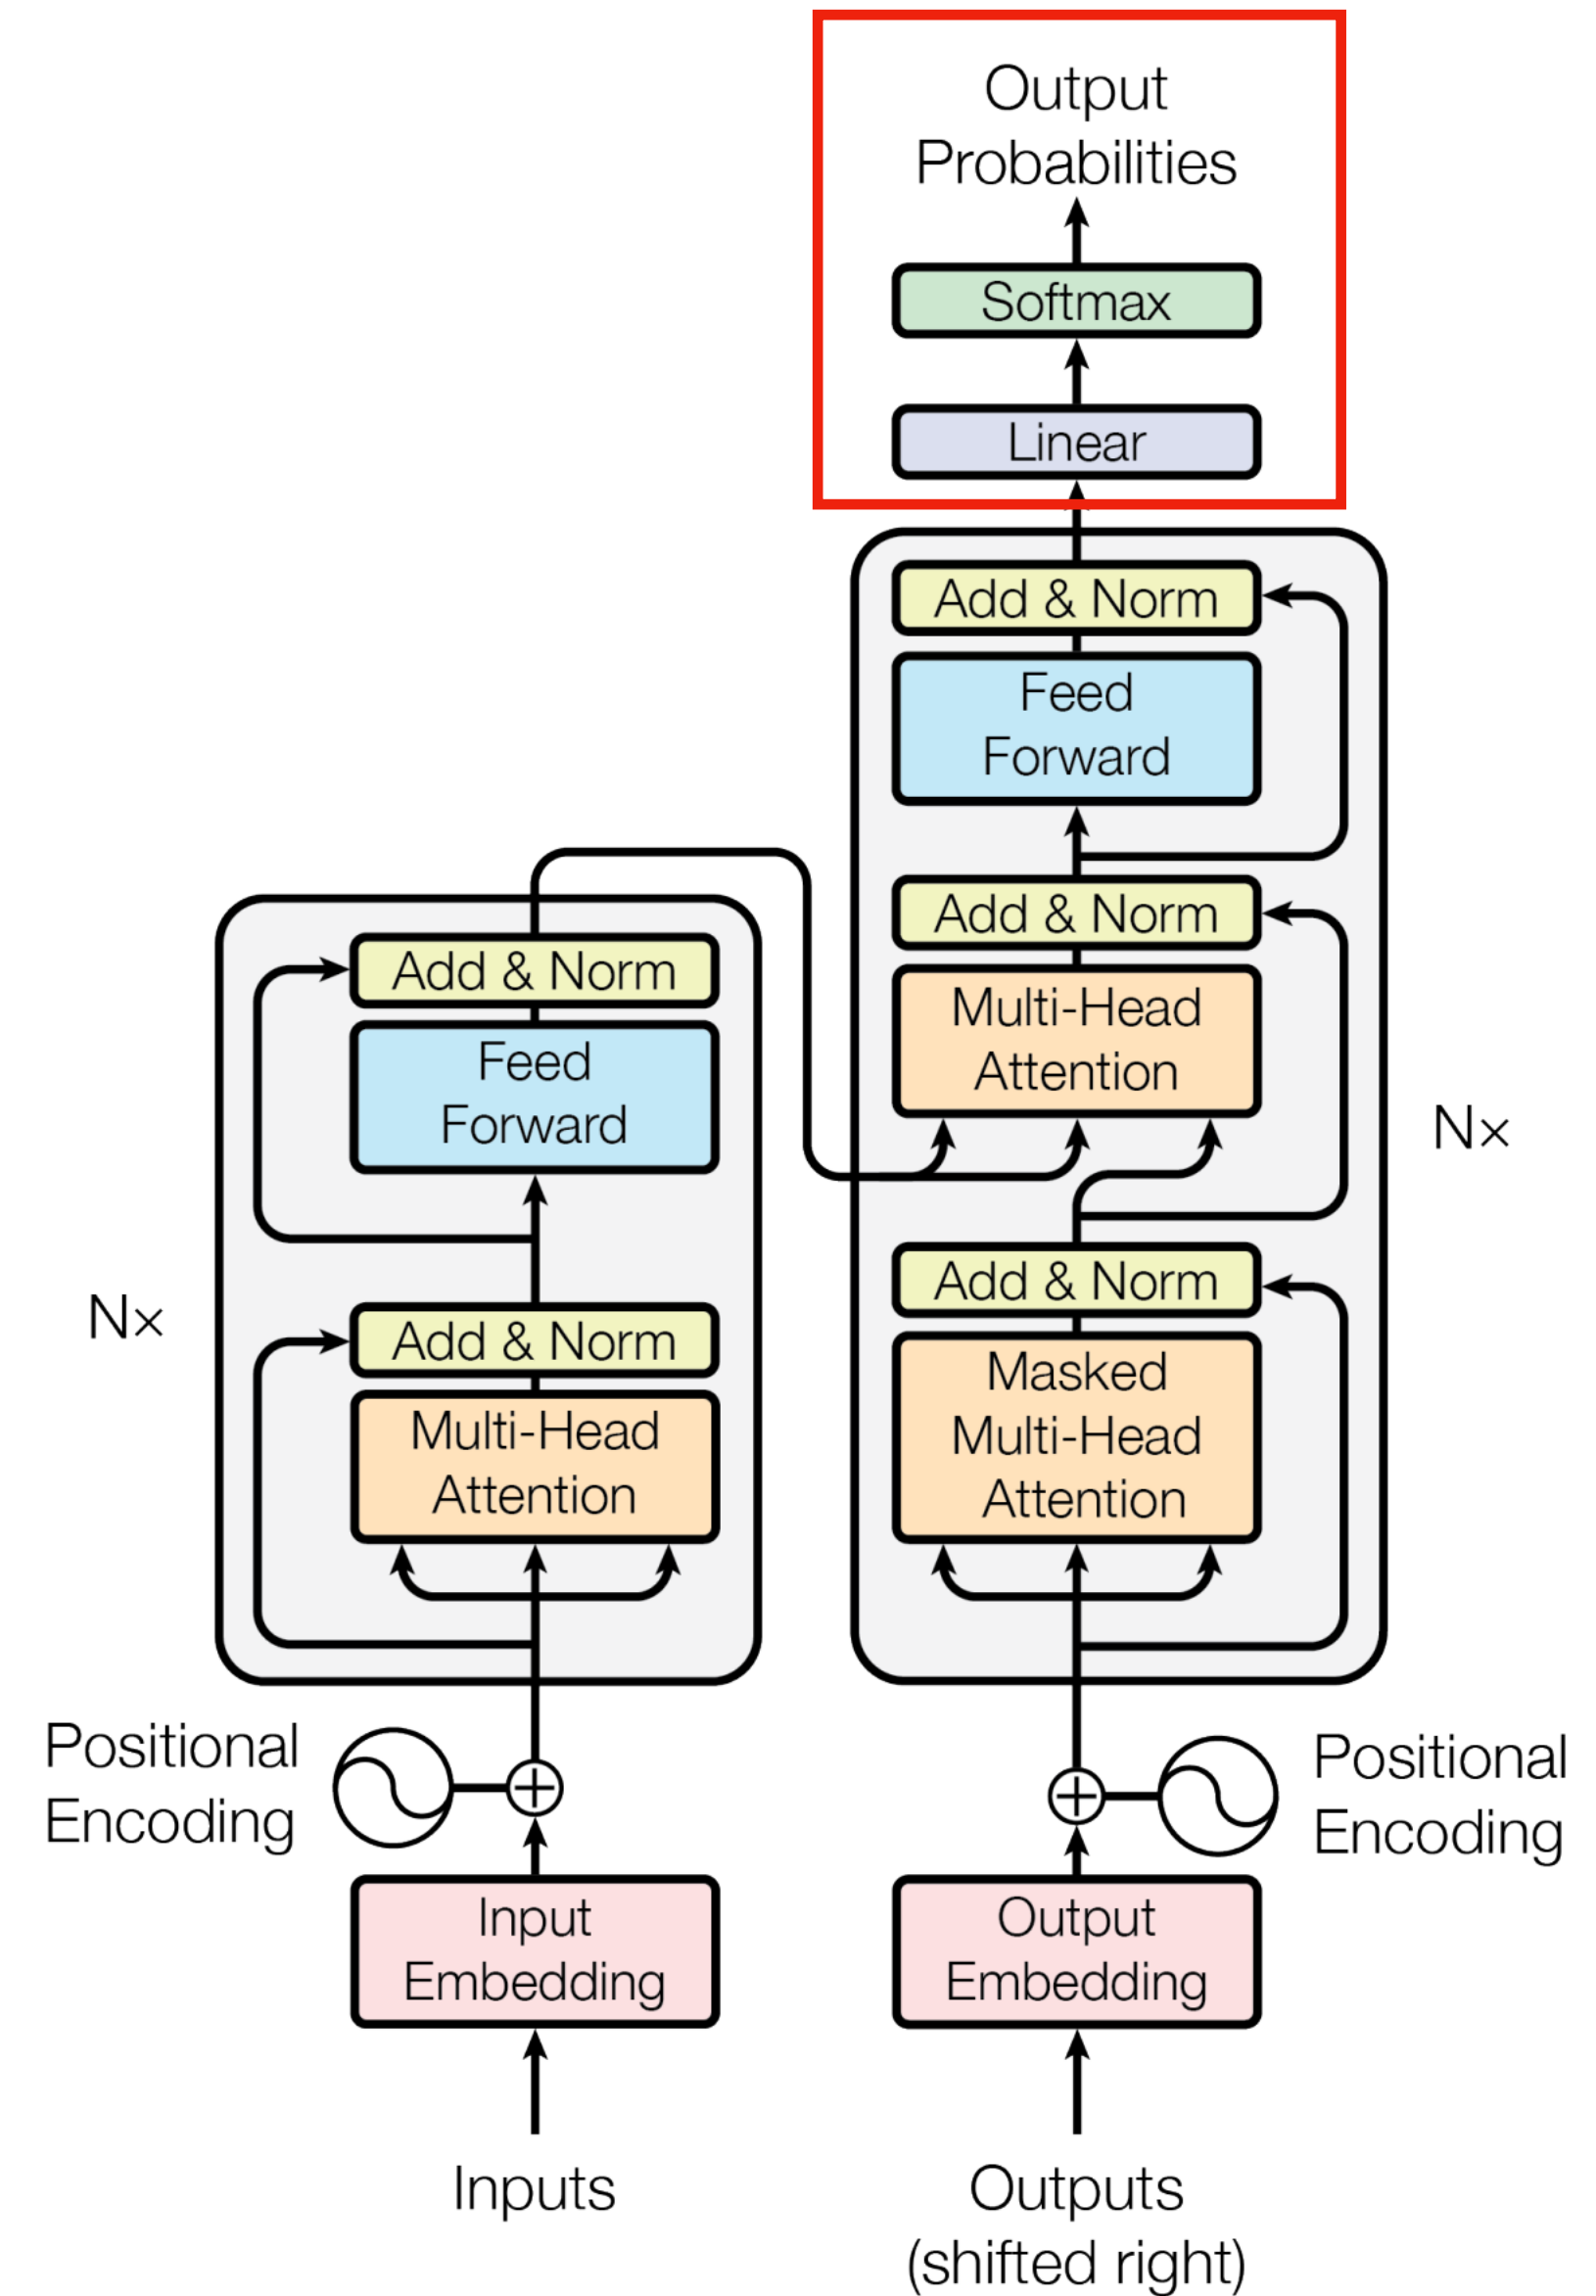 Output
Probabilities
Softmax
Linear
Add & Norm
Feed
Forward
Add & Norm
Multi-Head
Attention
N×
Add & Norm
Masked
Multi-Head
Attention
Add & Norm
Feed
Forward
N×
Add & Norm
Multi-Head
Attention
Positional
Encoding
Positional
Encoding
Input
Embedding
Output
Embedding
Inputs
Outputs
(shifted right)